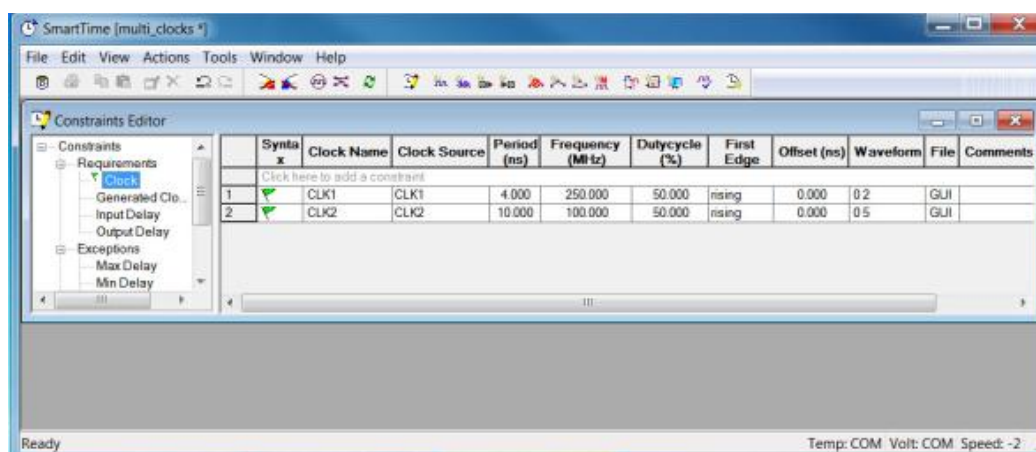 SmartTime [multi_clocks *]
File Edit View Actions Tools Window Help
Constraints Editor
Constraints
Requirements
Clock
Generated Clo...
Input Delay
Output Delay
Exceptions
Max Delay
Min Delay
Syntax Clock Name Clock Source Period (ns) Frequency (MHz) Dutycycle (%) First Edge Offset (ns) Waveform File Comments
Click here to add a constraint
1 CLK1 CLK1 4.000 250.000 50.000 rising 0.000 0 2 GUI
2 CLK2 CLK2 10.000 100.000 50.000 rising 0.000 0 5 GUI
Ready Temp: COM Volt: COM Speed: -2